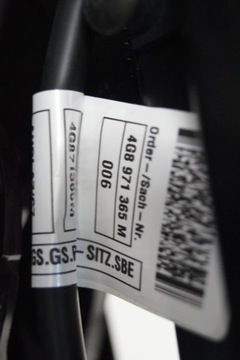 Order-/Sach-Nr.
4G8 971 365 M
006
GS.GS.F- SITZ.SBE